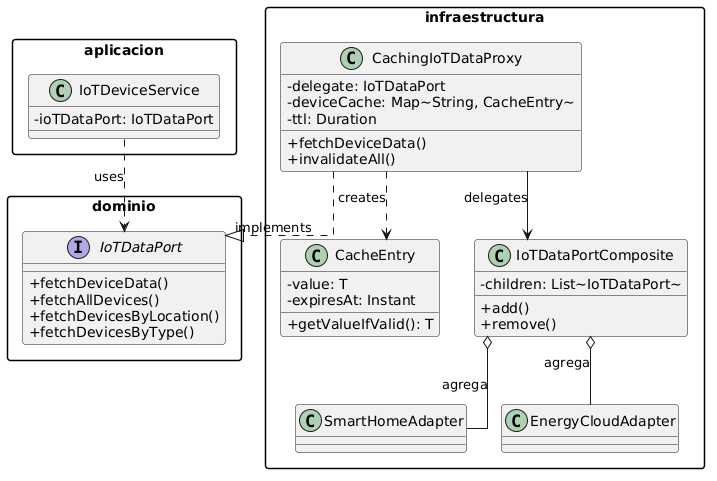 infraestructura
aplicacion
C CachingIoTDataProxy
-delegate: IoTDataPort
-deviceCache: Map~String, CacheEntry~
-ttl: Duration
+fetchDeviceData()
+invalidateAll()
C IoTDeviceService
-ioTDataPort: IoTDataPort
uses
creates
delegates
dominio
implements
I IoTDataPort
+fetchDeviceData()
+fetchAllDevices()
+fetchDevicesByLocation()
+fetchDevicesByType()
C CacheEntry
-value: T
-expiresAt: Instant
+getValueIfValid(): T
C IoTDataPortComposite
-children: List~IoTDataPort~
+add()
+remove()
agrega
agrega
C SmartHomeAdapter
C EnergyCloudAdapter